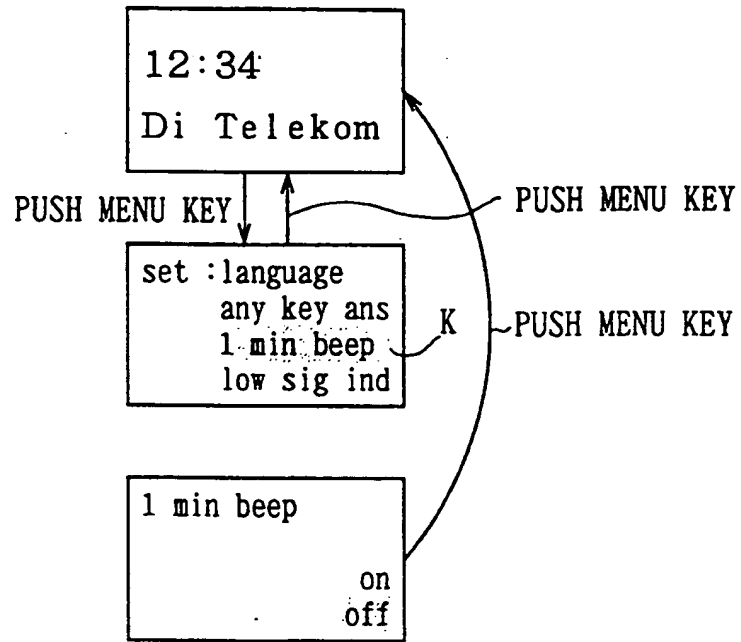 12:34
Di Telekom
PUSH MENU KEY
PUSH MENU KEY
set :language
any key ans
1 min beep
low sig ind
K
PUSH MENU KEY
1 min beep
on
off